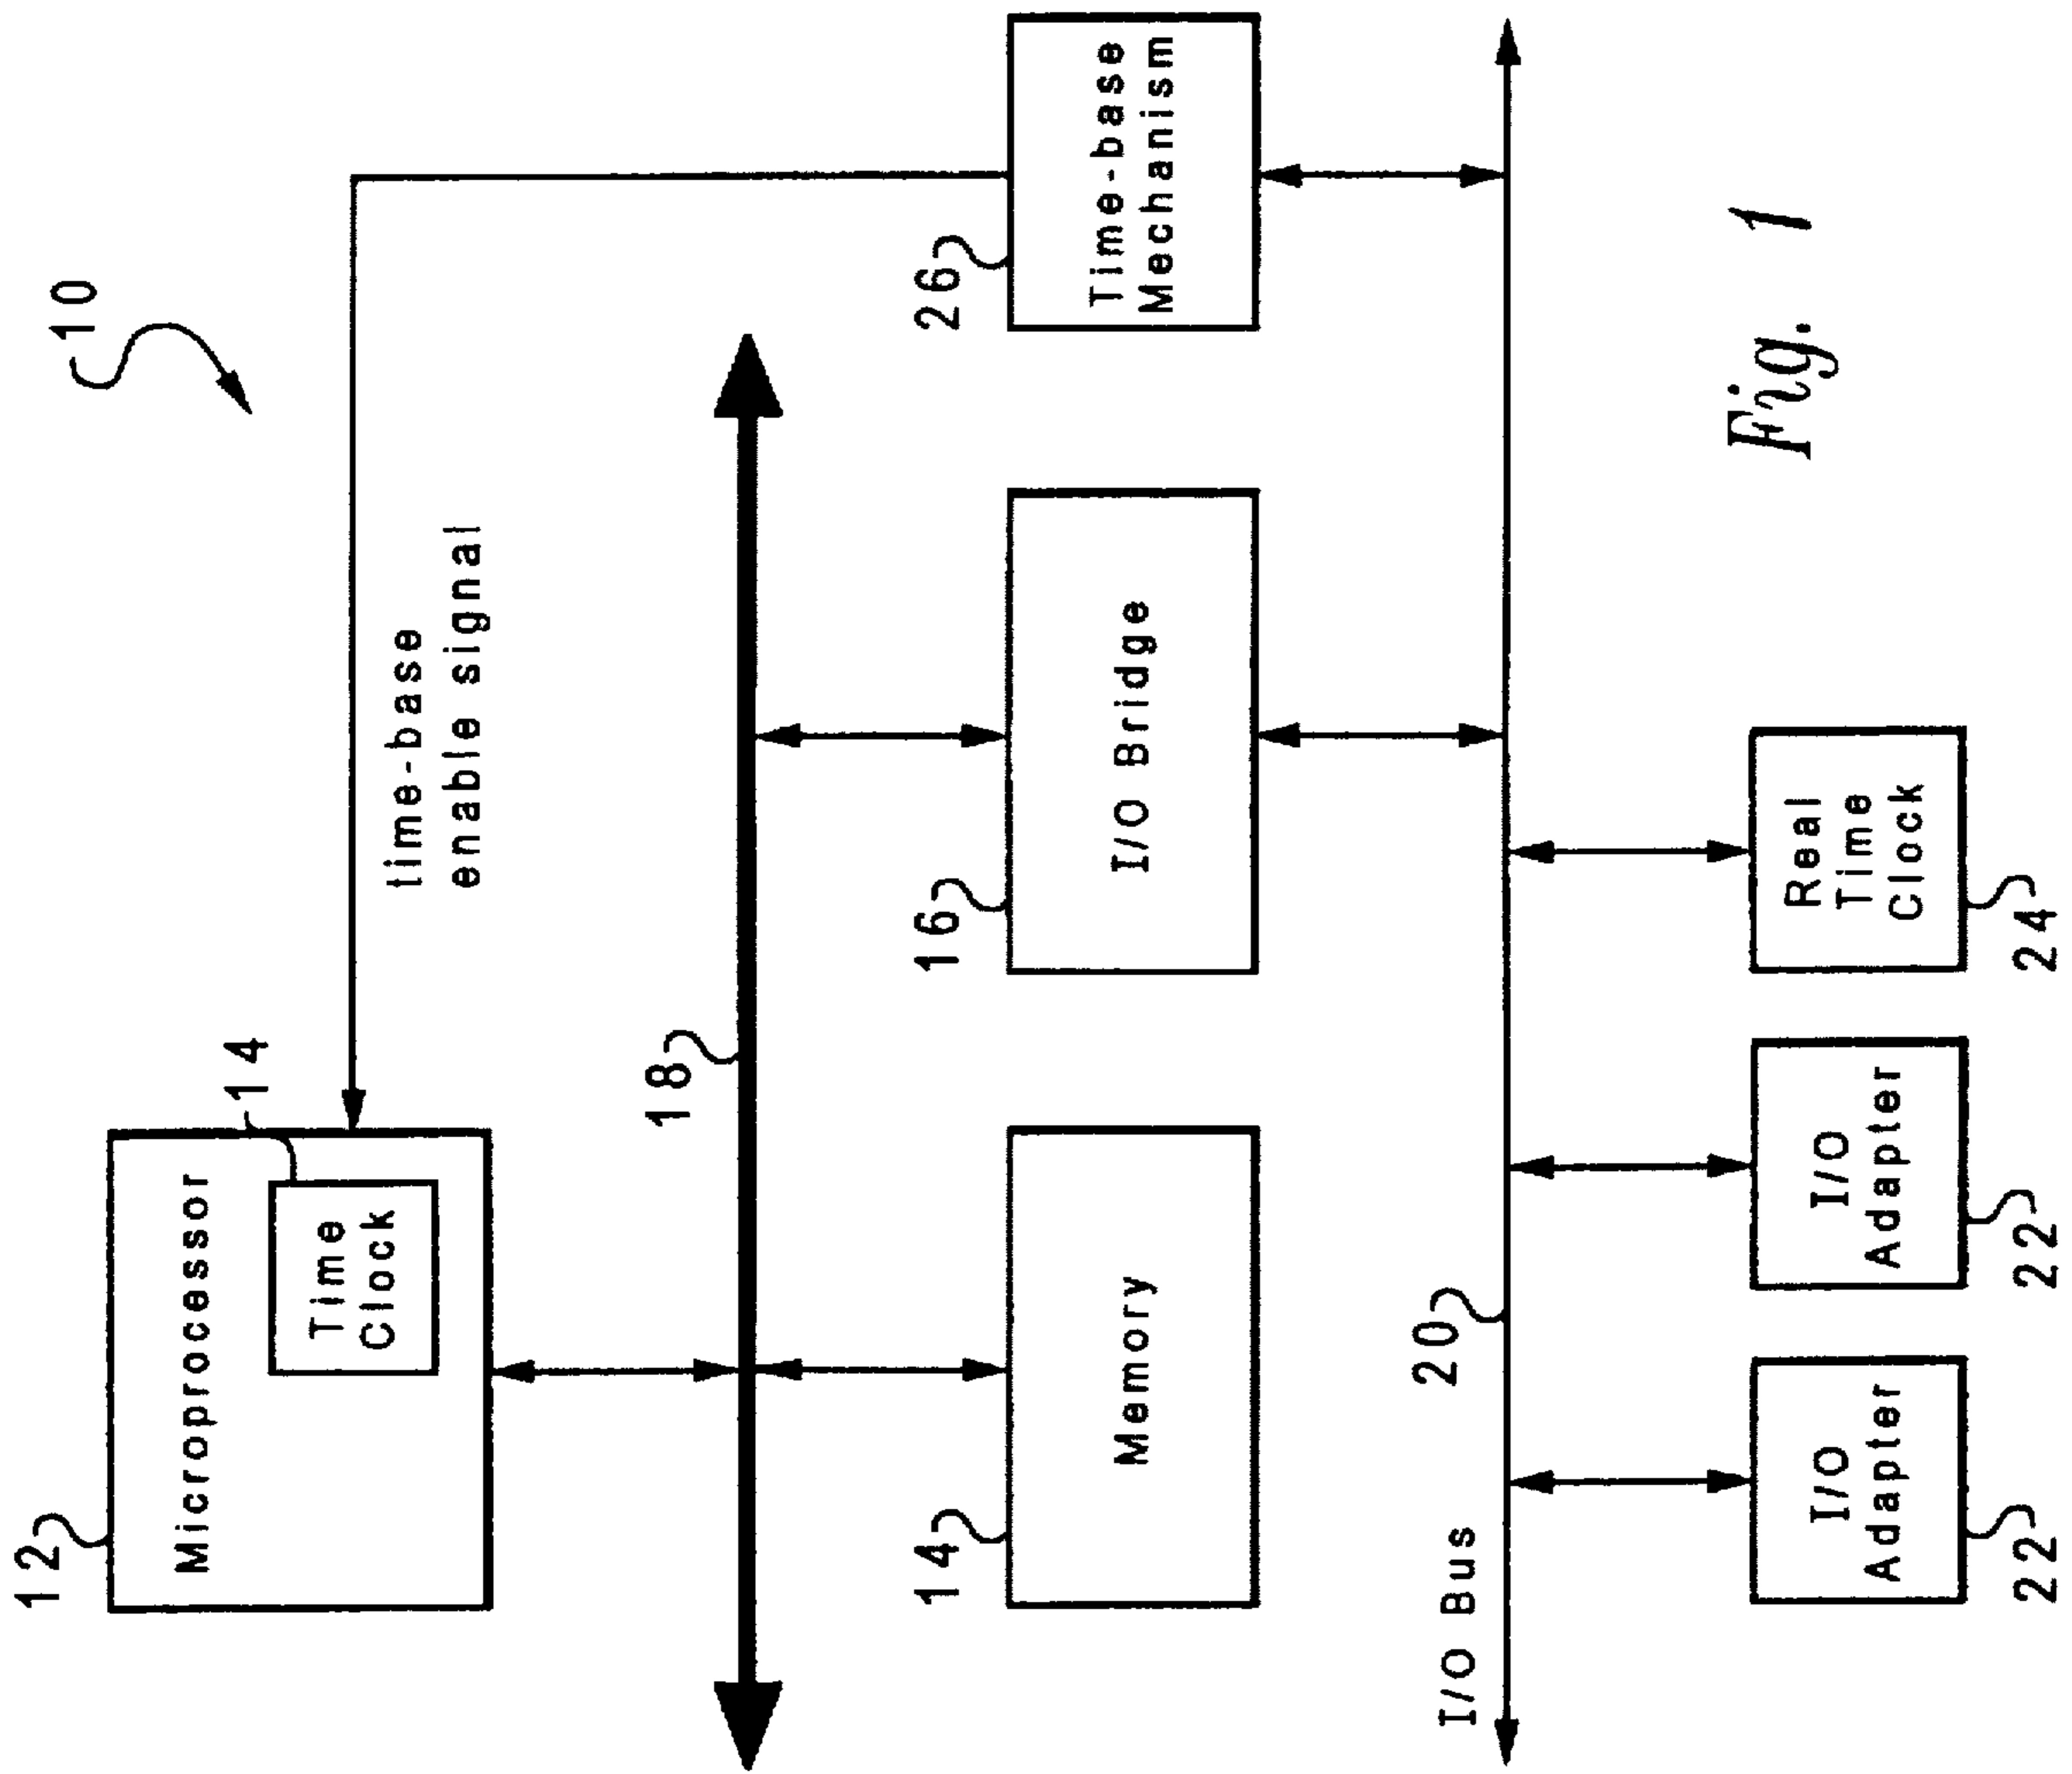 10
12
Microprocessor
14
Time
Clock
time-base
enable signal
18
14
Memory
16
I/O Bridge
26
Time-base
Mechanism
I/O Bus
20
I/O
Adapter
22
I/O
Adapter
22
Real
Time
Clock
24
Fig. 1